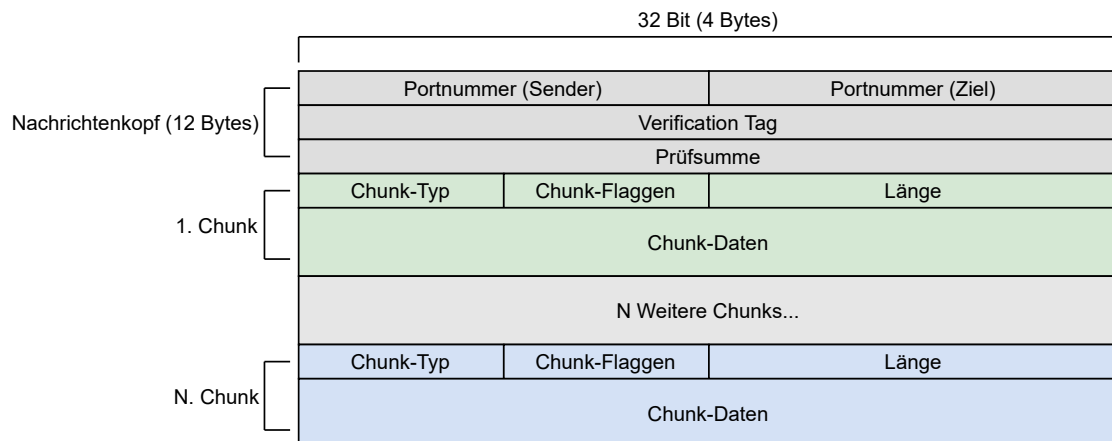 32 Bit (4 Bytes)
Portnummer (Sender) Portnummer (Ziel)
Nachrichtenkopf (12 Bytes) Verification Tag
Prüfsumme
Chunk-Typ Chunk-Flaggen Länge
1. Chunk
Chunk-Daten
N Weitere Chunks...
Chunk-Typ Chunk-Flaggen Länge
N. Chunk
Chunk-Daten